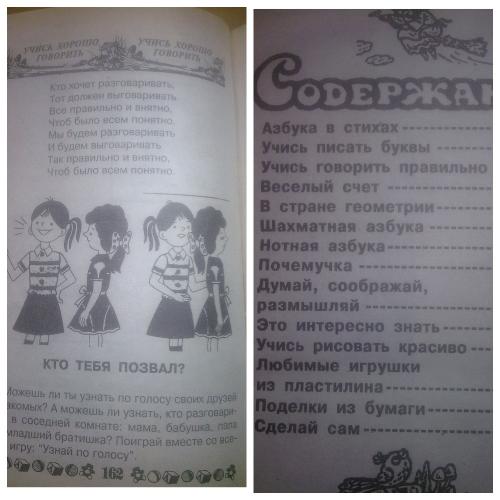 УЧИСЬ ХОРОШО
ГОВОРИТЬ
УЧИСЬ ХОРОШО
ГОВОРИТЬ
Кто хочет разговаривать,
Тот должен выговаривать
Все правильно и внятно,
Чтоб было всем понятно.
Мы будем разговаривать
И будем выговаривать
Так правильно и внятно,
Чтоб было всем понятно.
КТО ТЕБЯ ПОЗВАЛ?
Можешь ли ты узнать по голосу своих друзей
акомых? А можешь ли узнать, кто разговари-
в соседней комнате: мама, бабушка, папа
младший братишка? Поиграй вместе со все-
игру: "Узнай по голосу".
162
СОДЕРЖАН
Азбука в стихах
Учись писать буквы
Учись говорить правильно
Веселый счет
В стране геометрии
Шахматная азбука
Нотная азбука
Почемучка
Думай, соображай,
размышляй
Это интересно знать
Учись рисовать красиво
Любимые игрушки
из пластилина
Поделки из бумаги
Сделай сам